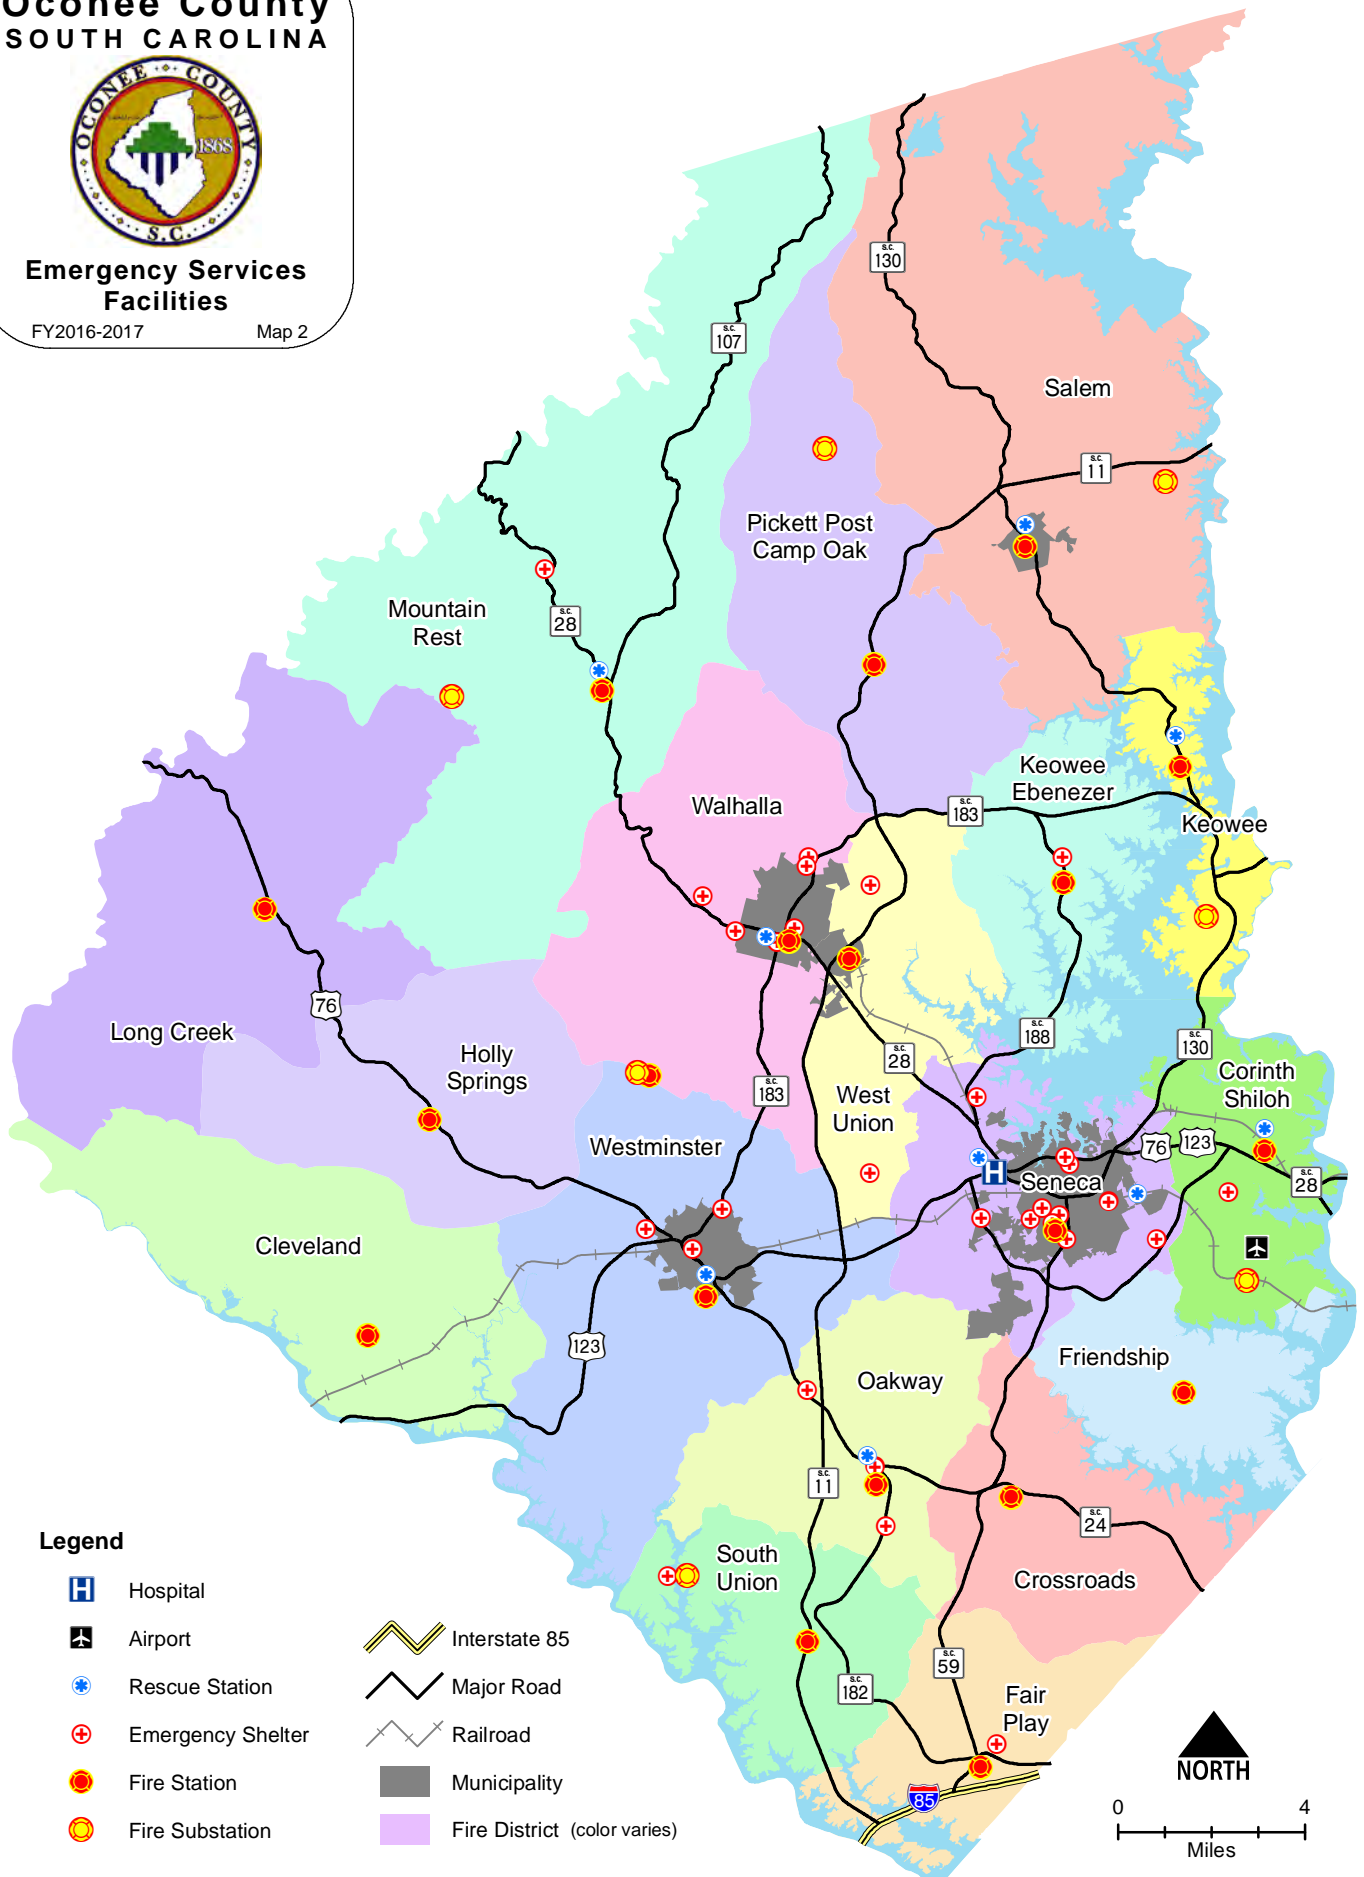 Oconee County
SOUTH CAROLINA
OCONEE COUNTY
1868
S.C.
Emergency Services
Facilities
FY2016-2017 Map 2
S.C.
130
S.C.
107
Salem
S.C.
11
Pickett Post
Camp Oak
Mountain
Rest
S.C.
28
Keowee
Ebenezer
Walhalla
S.C.
183
Keowee
76
Long Creek
Holly
Springs
S.C.
188
S.C.
130
S.C.
28
Corinth
Shiloh
S.C.
183
West
Union
Westminster
76
123
H
Seneca
S.C.
28
Cleveland
123
Friendship
Oakway
S.C.
11
S.C.
24
South
Union
Crossroads
S.C.
59
S.C.
182
Fair
Play
85
Legend
H Hospital
Airport
Interstate 85
Rescue Station
Major Road
Emergency Shelter
Railroad
Fire Station
Municipality
Fire Substation
Fire District (color varies)
NORTH
0 4
Miles